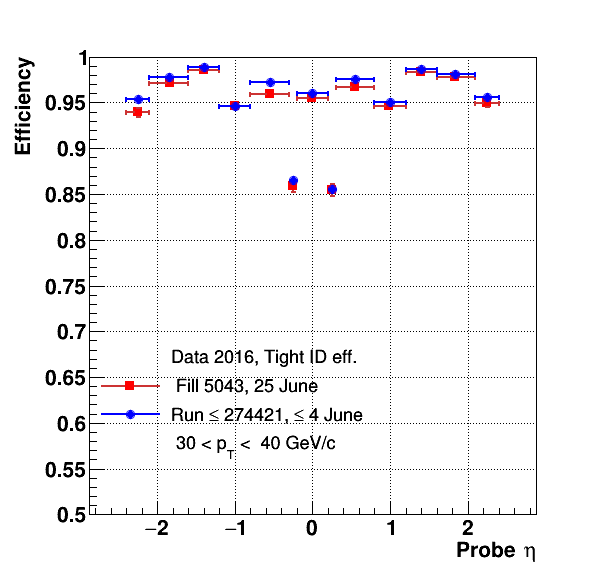 Efficiency
1
0.95
0.9
0.85
0.8
0.75
0.7
0.65
0.6
0.55
0.5
Data 2016, Tight ID eff.
Fill 5043, 25 June
Run ≤ 274421, ≤ 4 June
30 < p_T < 40 GeV/c
−2 −1 0 1 2
Probe η